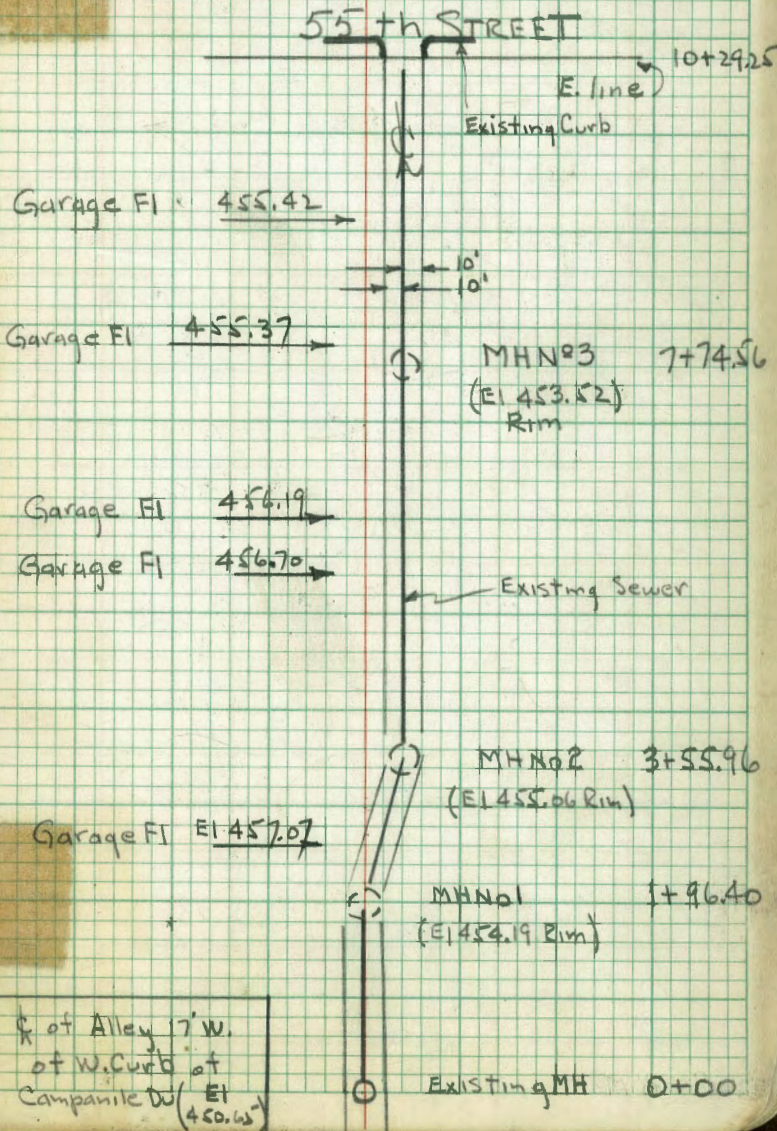 55th STREET
10+29.25
E. line
Existing Curb
Garage Fl 455.42
10'
10'
Garage Fl 455.37
MH Nº3 7+74.56
(El 453.52)
Rim
Garage Fl 456.19
Garage Fl 456.70
Existing Sewer
MH No2 3+55.96
(El 455.06 Rim)
Garage Fl El 457.07
MH No1 1+96.40
(El 454.19 Rim)
℄ of Alley 17' W.
of W. Curb of
Campanile Dv (El
450.65)
Existing MH 0+00